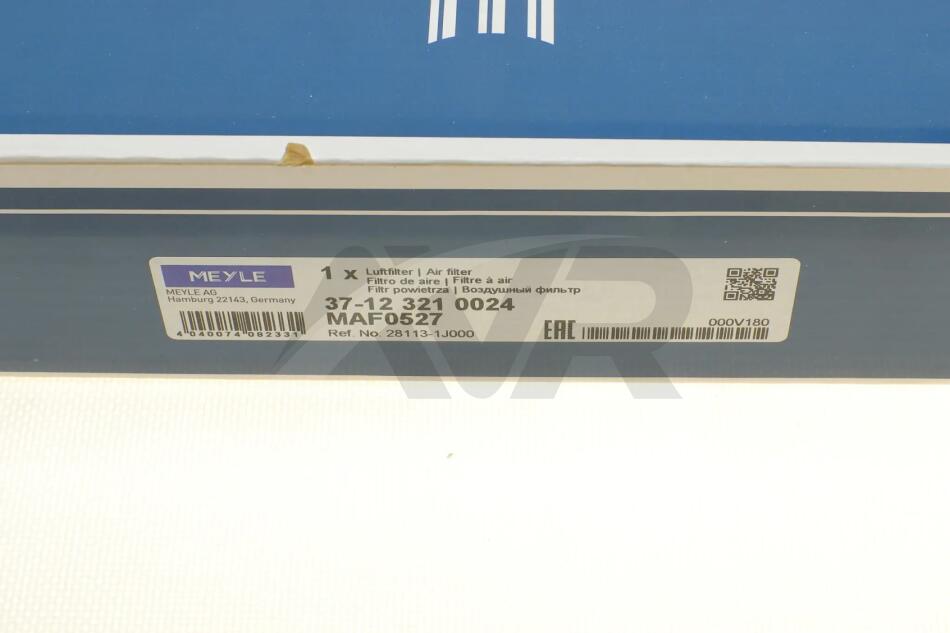 MEYLE
MEYLE AG
Hamburg 22143, Germany
4 040074 082331
1 x Luftfilter | Air filter
Filtro de aire | Filtre à air
Filtr powietrza | Воздушный фильтр
37-12 321 0024
MAF0527
Ref. No. 28113-1J000
EAC
000V180
AVR